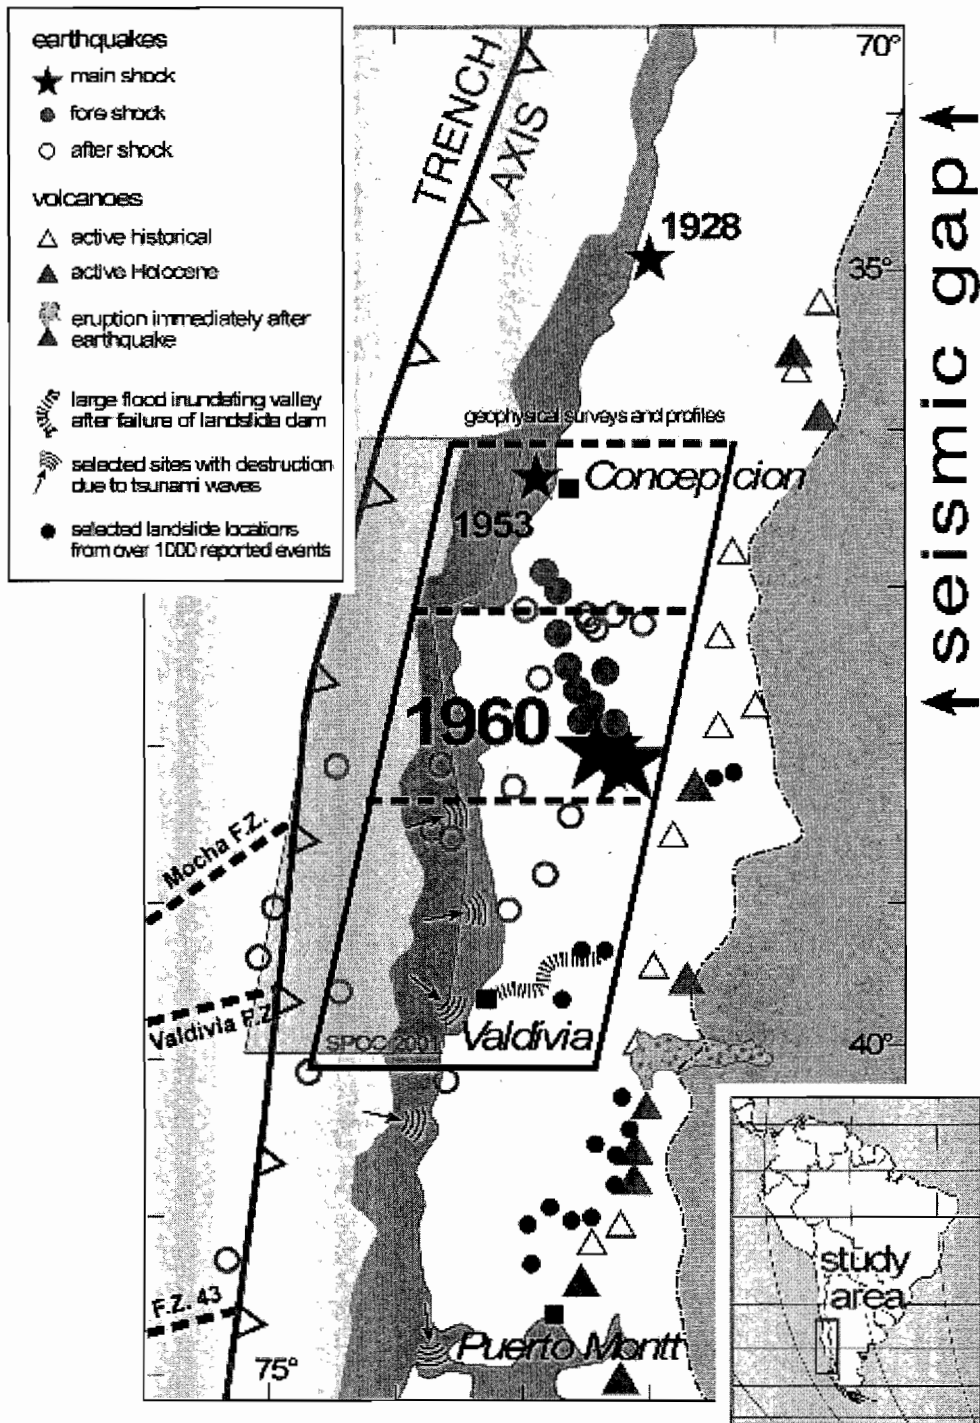 earthquakes
main shock
fore shock
after shock
volcanoes
active historical
active Holocene
eruption immediately after
earthquake
large flood inundating valley
after failure of landslide dam
selected sites with destruction
due to tsunami waves
selected landslide locations
from over 1000 reported events
TRENCH
AXIS
70°
1928
35°
seismic gap
geophysical surveys and profiles
Concepicion
1953
1960
Mocha F.Z.
Valdivia F.Z.
SPOC 2001
Valdivia
40°
F.Z. 43
75°
Puerto Montt
study
area